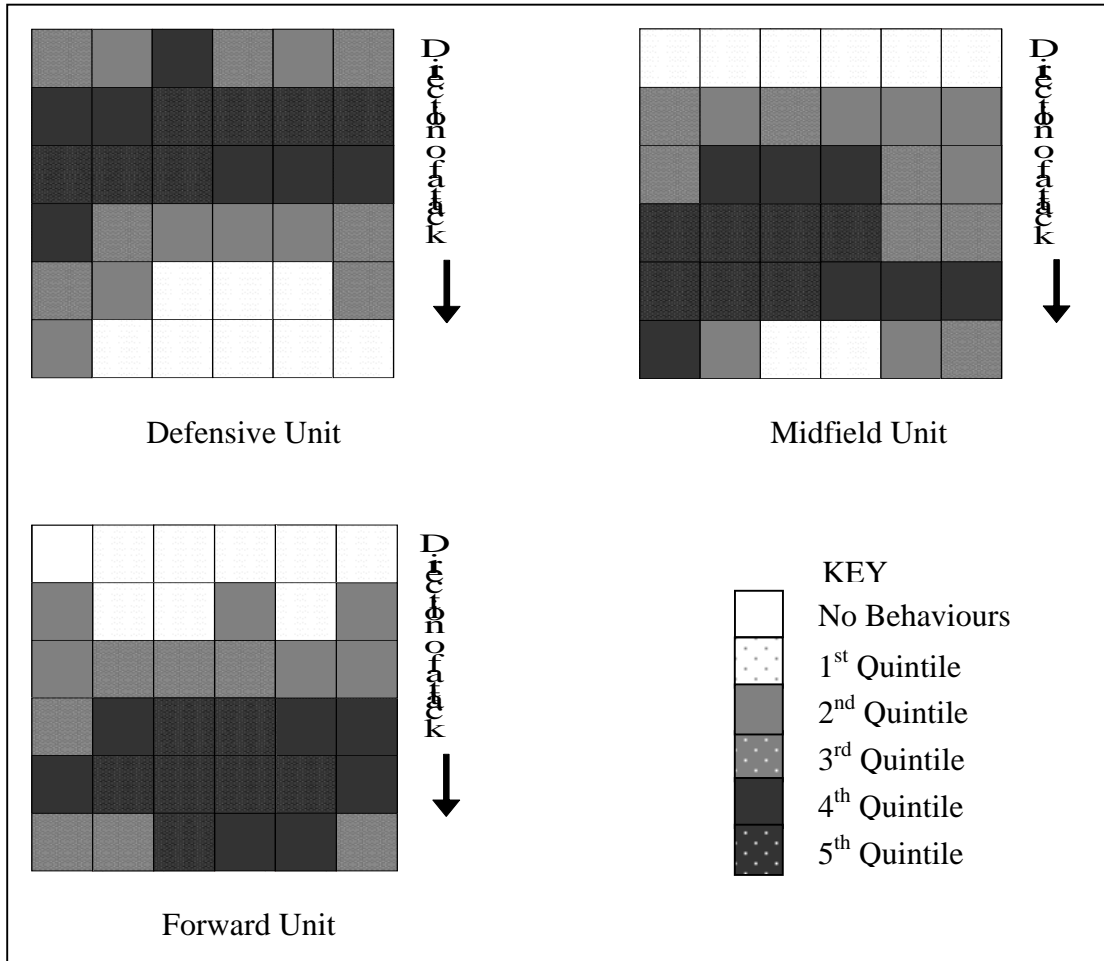 Direction of attack
Direction of attack
Defensive Unit
Midfield Unit
Direction of attack
KEY
No Behaviours
1st Quintile
2nd Quintile
3rd Quintile
4th Quintile
5th Quintile
Forward Unit